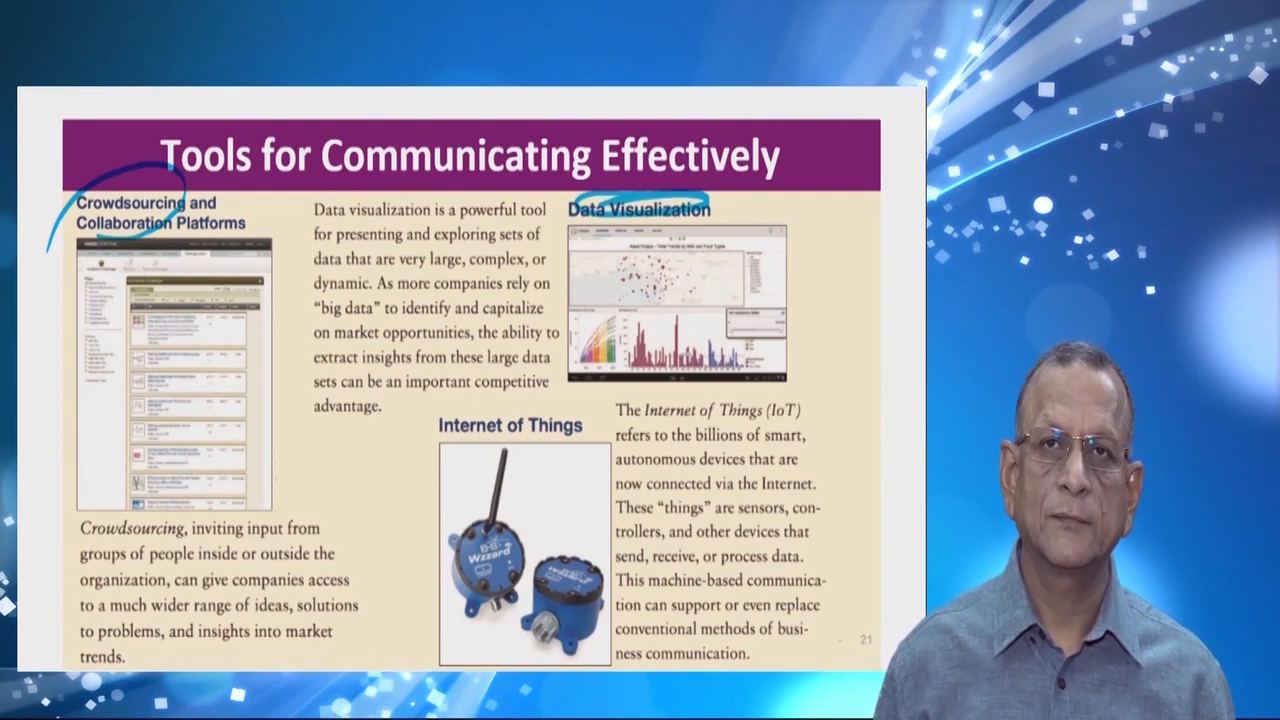 Tools for Communicating Effectively
Crowdsourcing and
Collaboration Platforms
Crowdsourcing, inviting input from
groups of people inside or outside the
organization, can give companies access
to a much wider range of ideas, solutions
to problems, and insights into market
trends.
Data visualization is a powerful tool
for presenting and exploring sets of
data that are very large, complex, or
dynamic. As more companies rely on
“big data” to identify and capitalize
on market opportunities, the ability to
extract insights from these large data
sets can be an important competitive
advantage.
Data Visualization
Internet of Things
Wzzard
The Internet of Things (IoT)
refers to the billions of smart,
autonomous devices that are
now connected via the Internet.
These “things” are sensors, con-
trollers, and other devices that
send, receive, or process data.
This machine-based communica-
tion can support or even replace
conventional methods of busi-
ness communication.
21